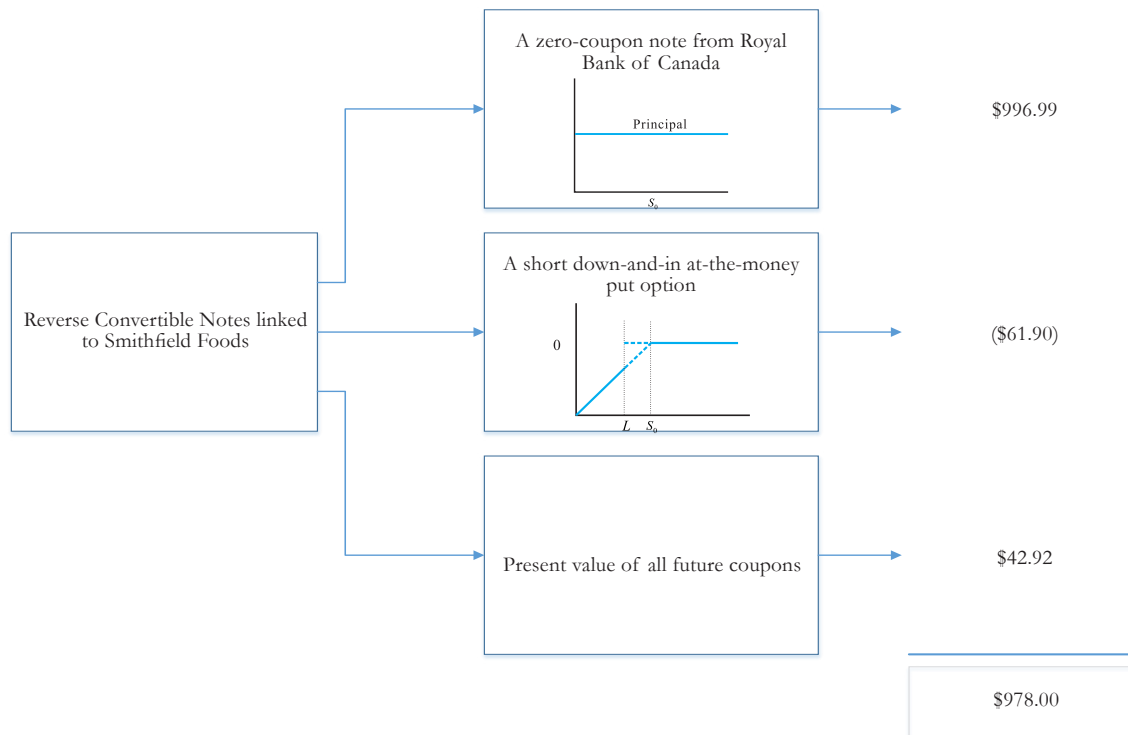 A zero-coupon note from Royal
Bank of Canada
Principal
S₀
$996.99
Reverse Convertible Notes linked
to Smithfield Foods
A short down-and-in at-the-money
put option
0
L S₀
($61.90)
Present value of all future coupons
$42.92
$978.00